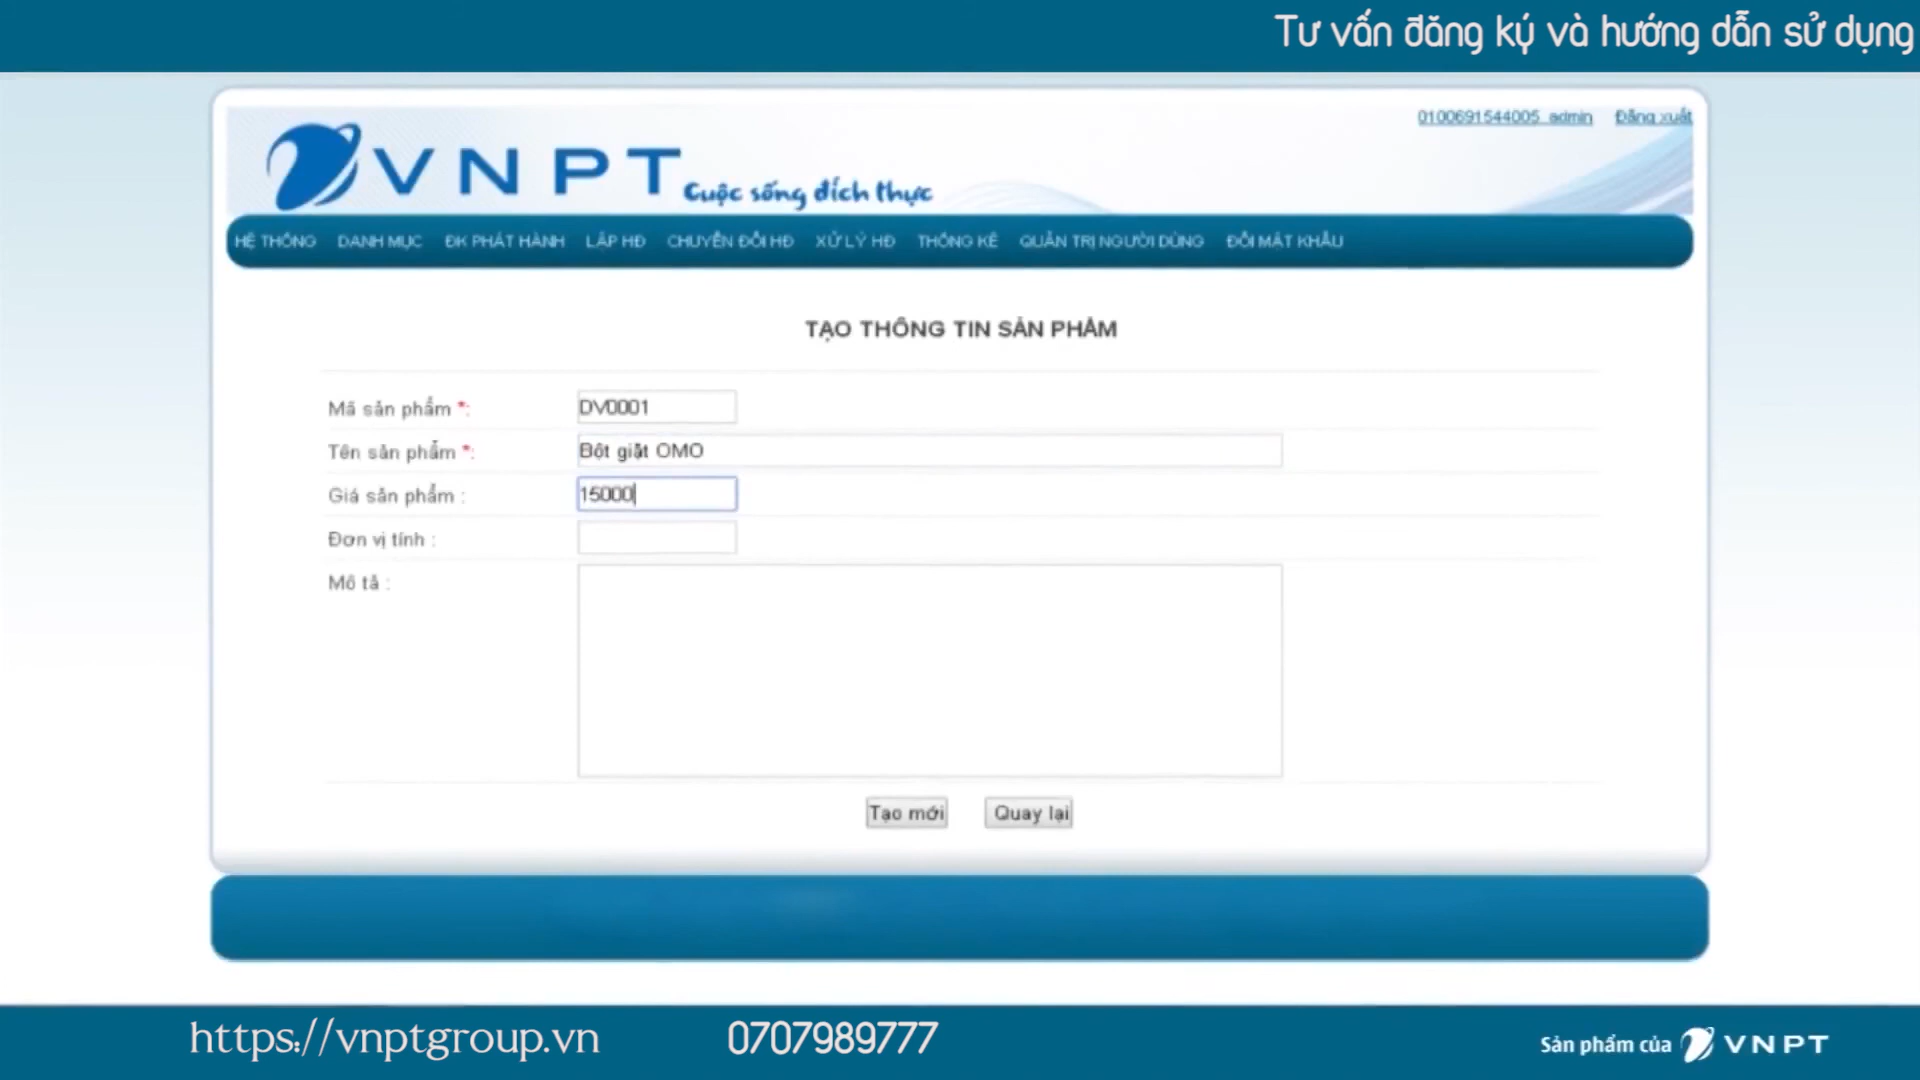 Tư vấn đăng ký và hướng dẫn sử dụng
0100691544005_admin Đăng xuất
VNPT Cuộc sống đích thực
HỆ THỐNG DANH MỤC ĐK PHÁT HÀNH LẬP HĐ CHUYỂN ĐỔI HĐ XỬ LÝ HĐ THỐNG KÊ QUẢN TRỊ NGƯỜI DÙNG ĐỔI MẬT KHẨU
TẠO THÔNG TIN SẢN PHẨM
Mã sản phẩm *: DV0001
Tên sản phẩm *: Bột giặt OMO
Giá sản phẩm : 15000
Đơn vị tính :
Mô tả :
Tạo mới Quay lại
https://vnptgroup.vn 0707989777 Sản phẩm của VNPT